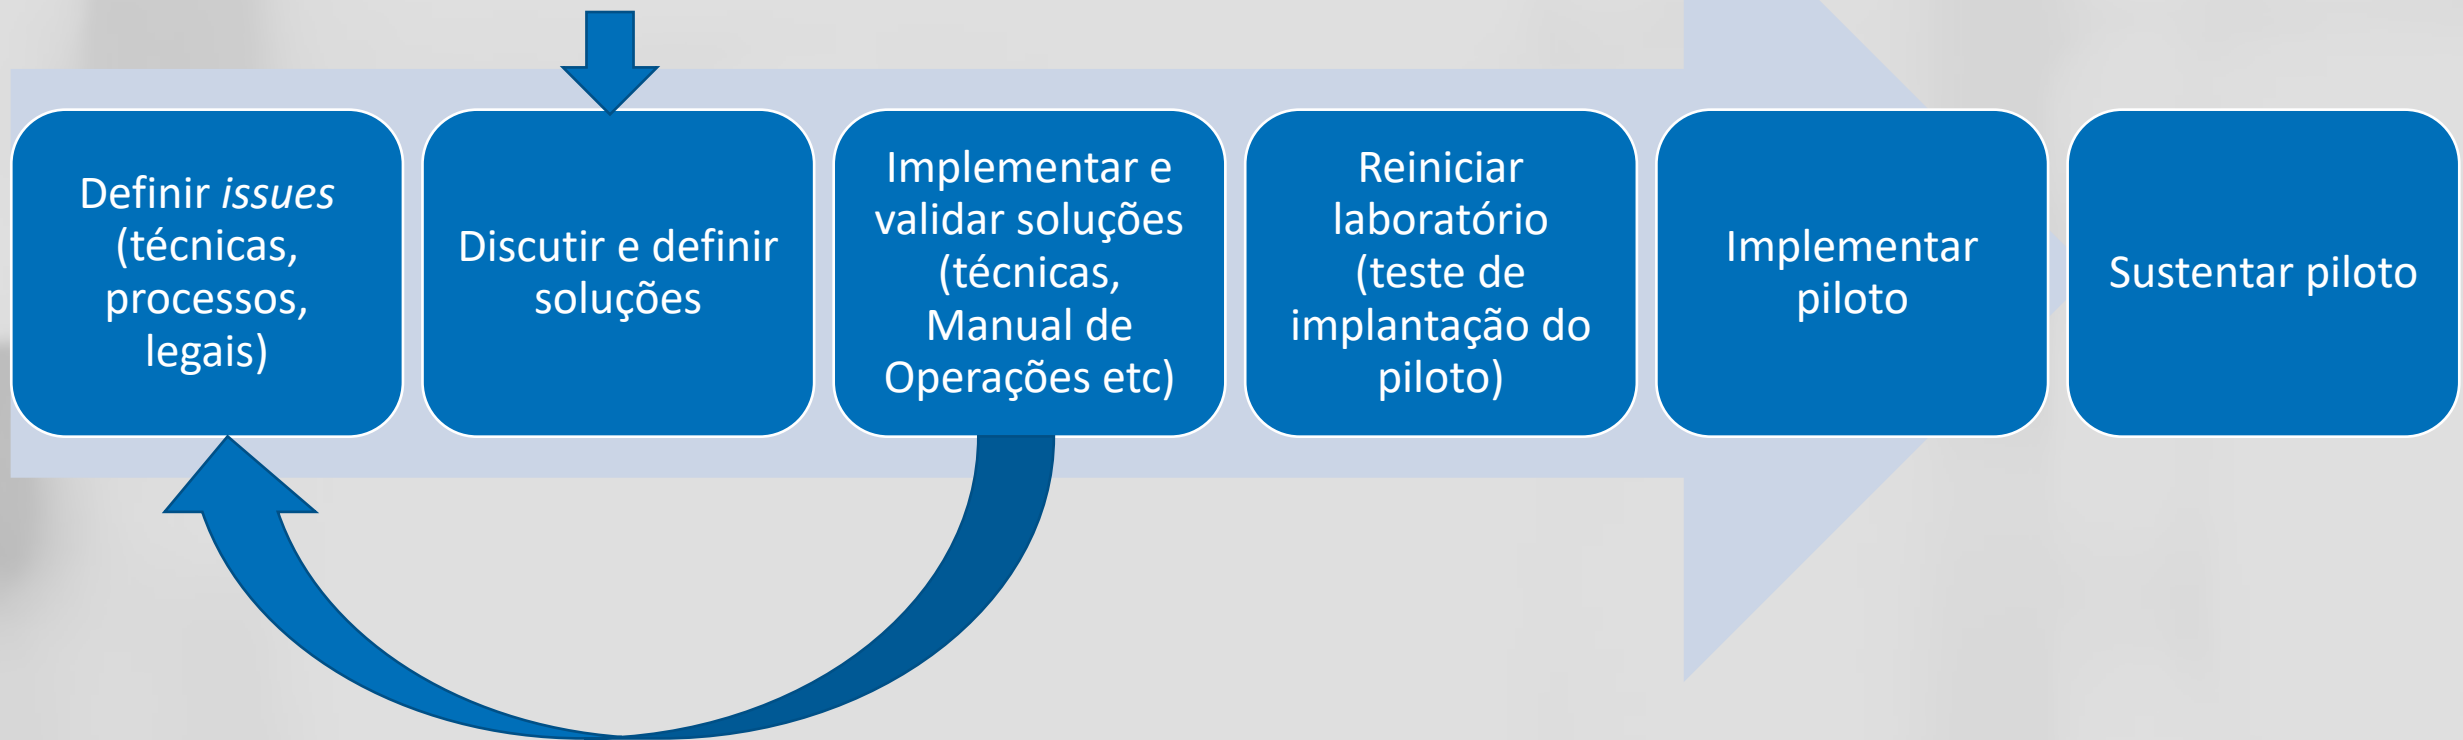 Definir issues
(técnicas,
processos,
legais)
Discutir e definir
soluções
Implementar e
validar soluções
(técnicas,
Manual de
Operações etc)
Reiniciar
laboratório
(teste de
implantação do
piloto)
Implementar
piloto
Sustentar piloto